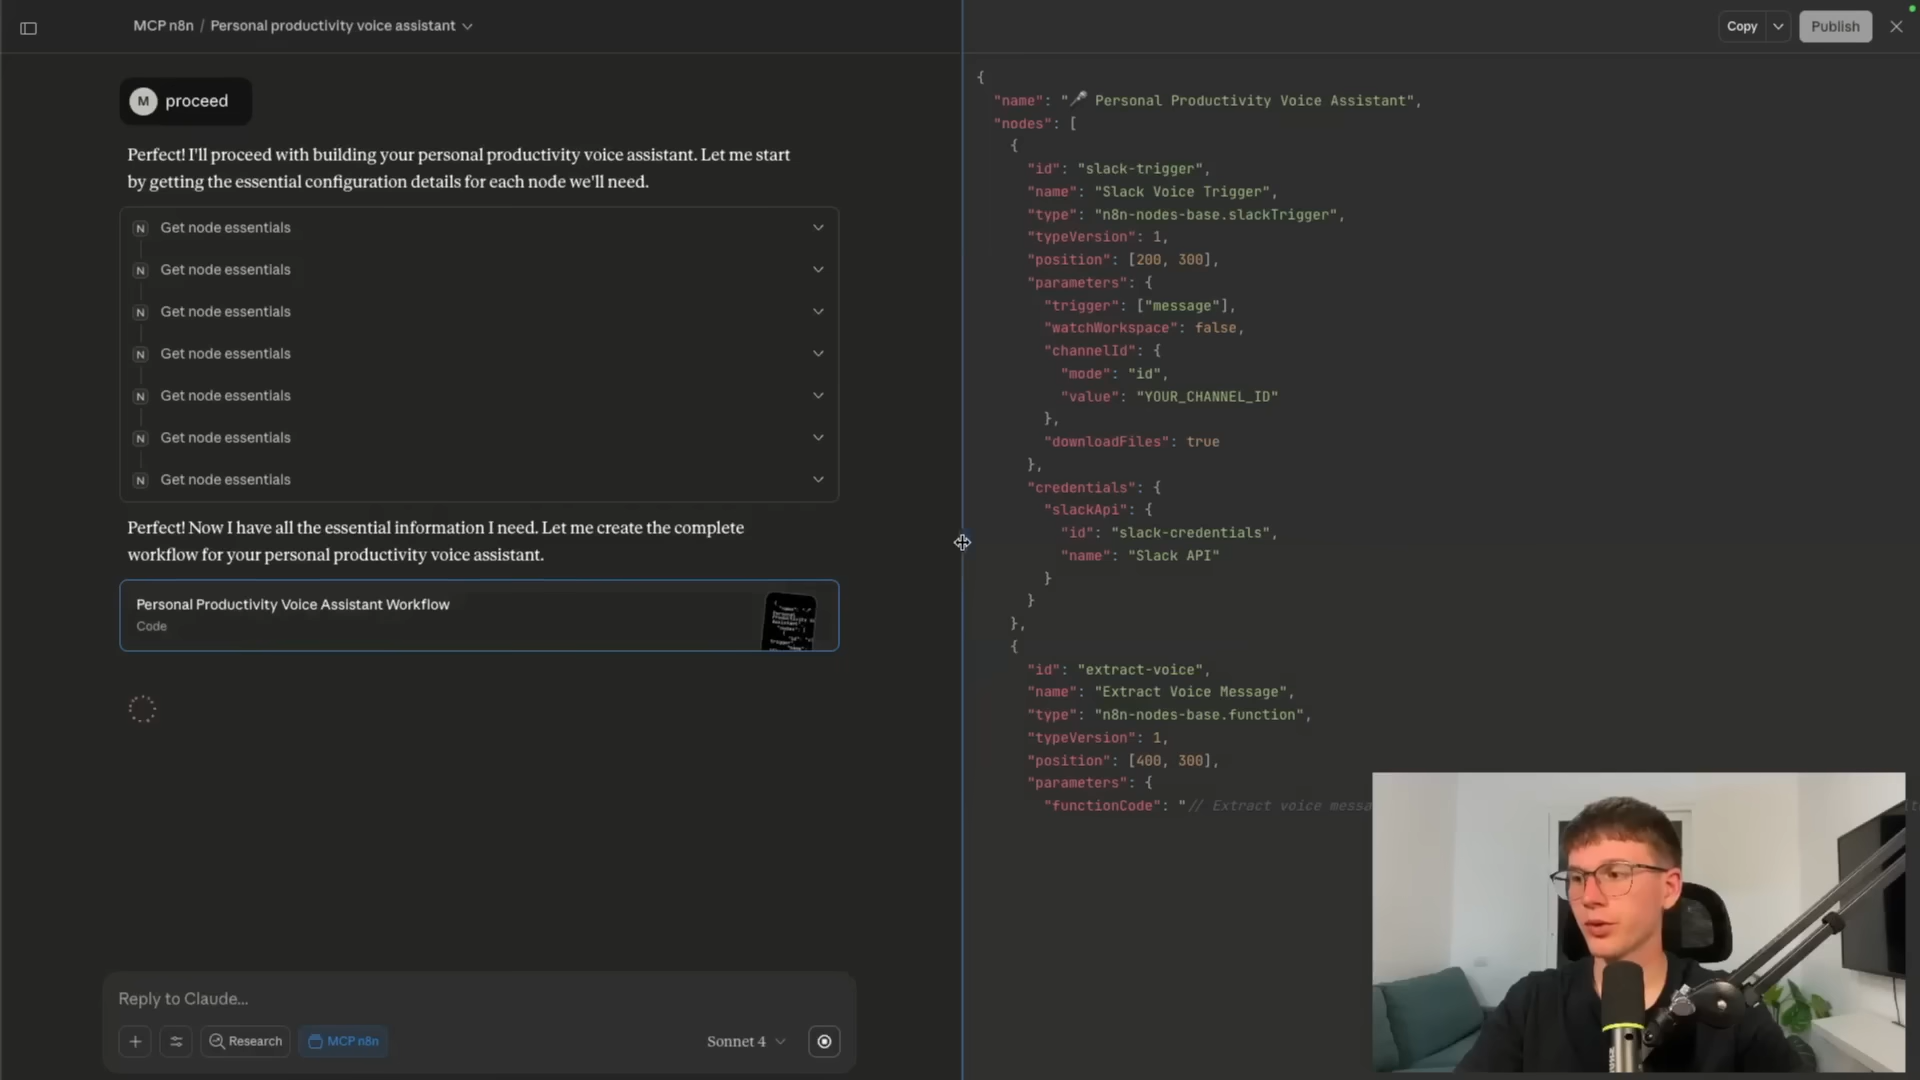 MCP n8n / Personal productivity voice assistant
Copy
Publish
M proceed
Perfect! I'll proceed with building your personal productivity voice assistant. Let me start
by getting the essential configuration details for each node we'll need.
N Get node essentials
N Get node essentials
N Get node essentials
N Get node essentials
N Get node essentials
N Get node essentials
N Get node essentials
Perfect! Now I have all the essential information I need. Let me create the complete
workflow for your personal productivity voice assistant.
Personal Productivity Voice Assistant Workflow
Code
Reply to Claude...
Research
MCP n8n
Sonnet 4
{
"name": "🎤 Personal Productivity Voice Assistant",
"nodes": [
{
"id": "slack-trigger",
"name": "Slack Voice Trigger",
"type": "n8n-nodes-base.slackTrigger",
"typeVersion": 1,
"position": [200, 300],
"parameters": {
"trigger": ["message"],
"watchWorkspace": false,
"channelId": {
"mode": "id",
"value": "YOUR_CHANNEL_ID"
},
"downloadFiles": true
},
"credentials": {
"slackApi": {
"id": "slack-credentials",
"name": "Slack API"
}
}
},
{
"id": "extract-voice",
"name": "Extract Voice Message",
"type": "n8n-nodes-base.function",
"typeVersion": 1,
"position": [400, 300],
"parameters": {
"functionCode": "// Extract voice messa